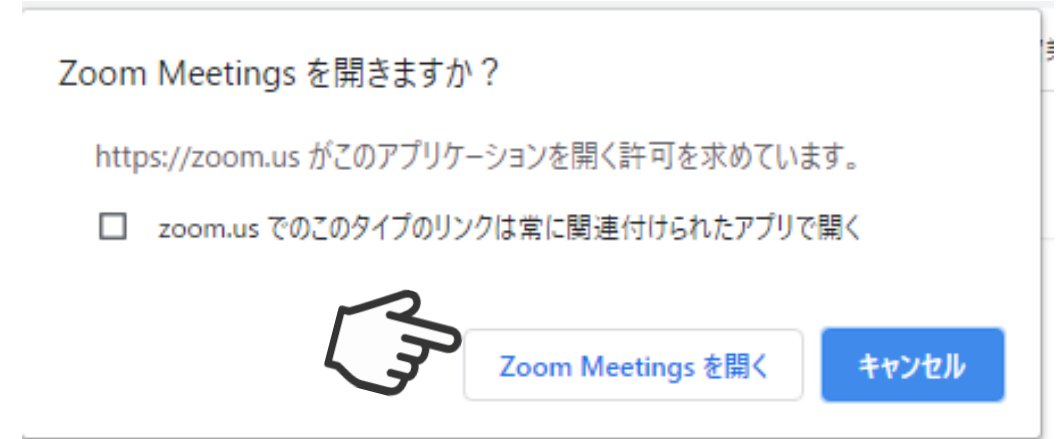 Zoom Meetings を開きますか？
https://zoom.us がこのアプリケーションを開く許可を求めています。
zoom.us でのこのタイプのリンクは常に関連付けられたアプリで開く
Zoom Meetings を開く
キャンセル